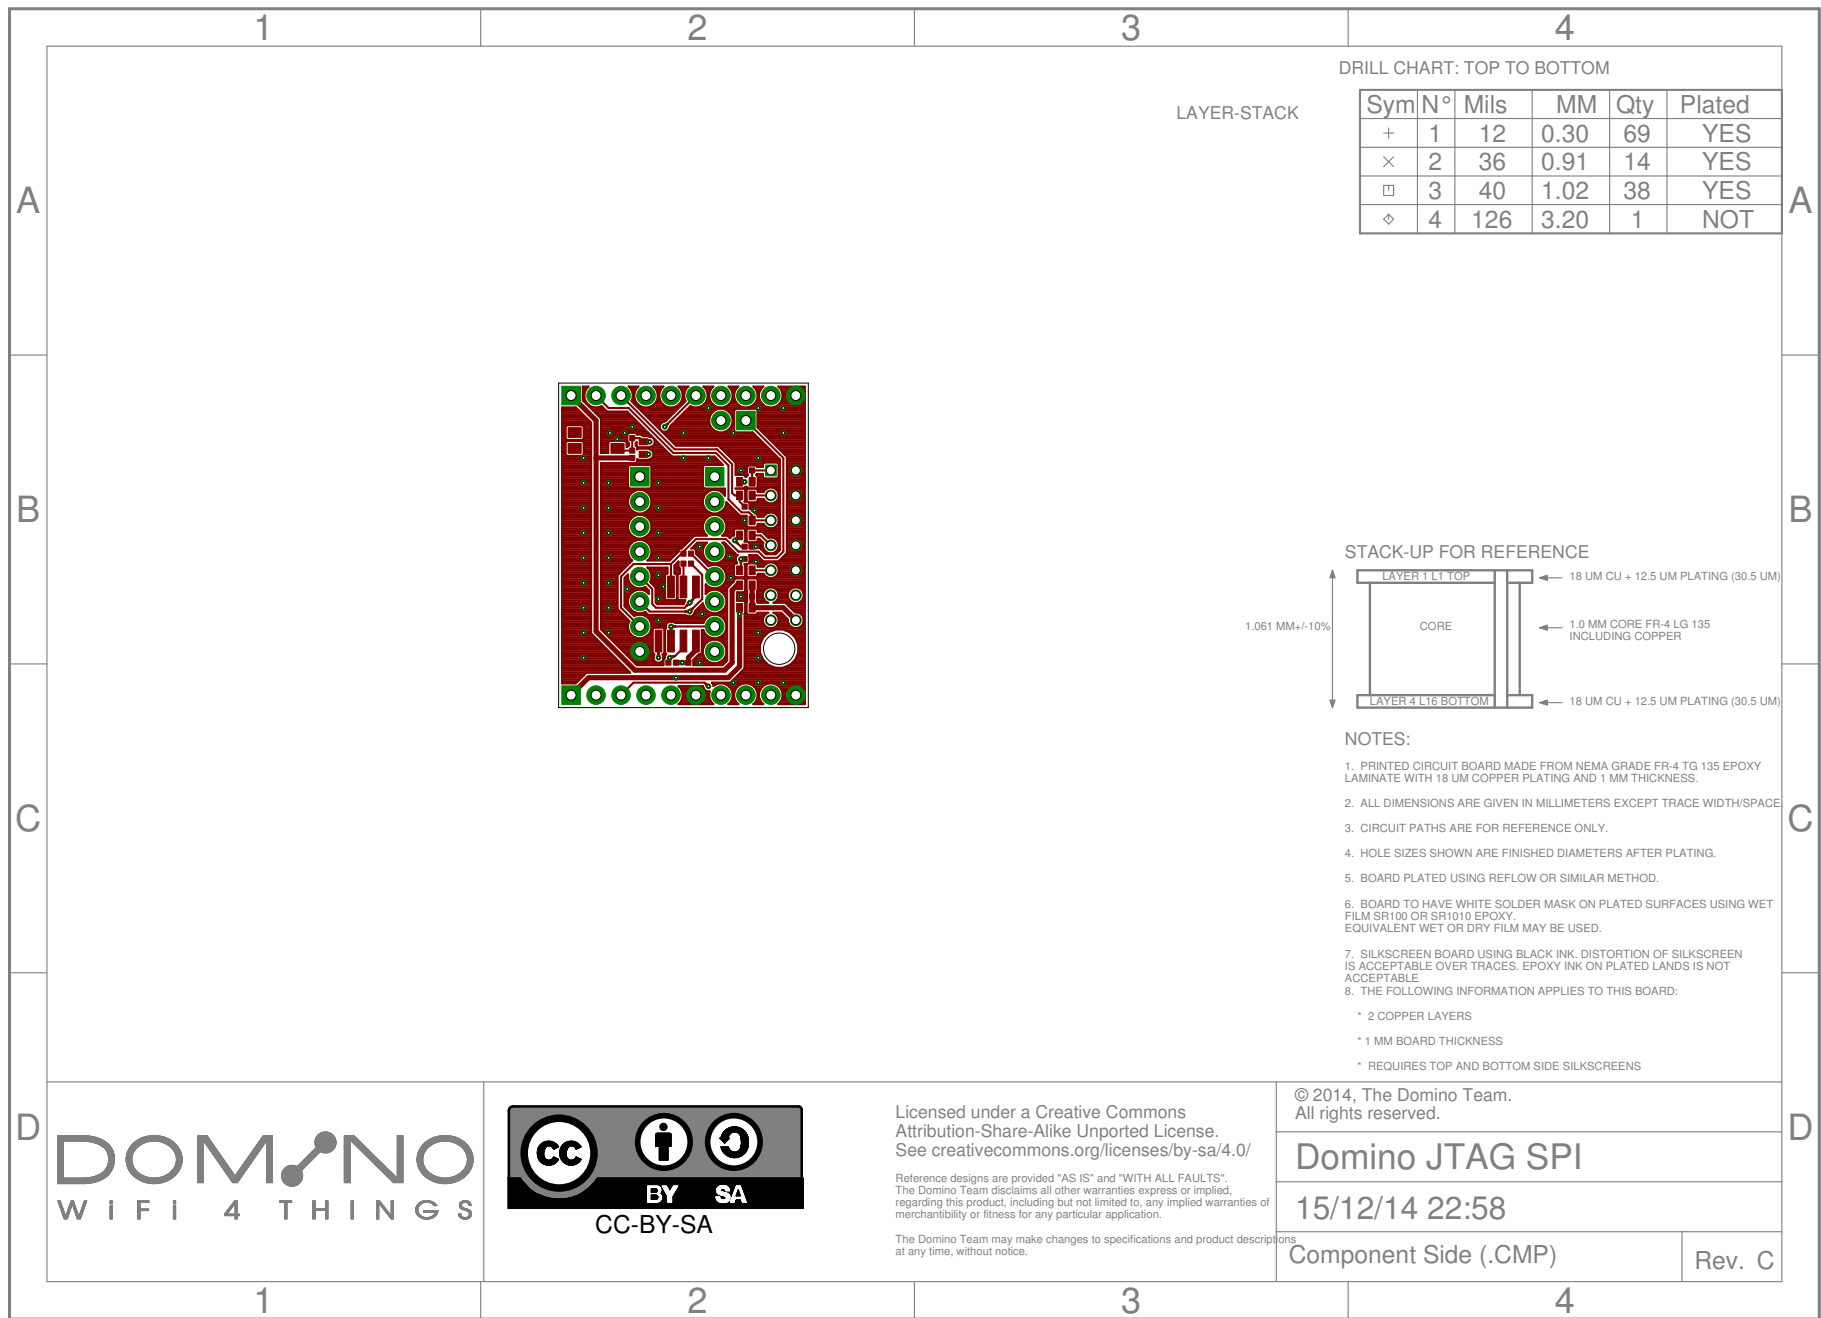 1 2 3 4
DRILL CHART: TOP TO BOTTOM
LAYER-STACK
Sym N° Mils MM Qty Plated
+ 1 12 0.30 69 YES
× 2 36 0.91 14 YES
3 40 1.02 38 YES
4 126 3.20 1 NOT
A A
B B
STACK-UP FOR REFERENCE
LAYER 1 L1 TOP
18 UM CU + 12.5 UM PLATING (30.5 UM)
1.061 MM+/-10%
CORE
1.0 MM CORE FR-4 LG 135
INCLUDING COPPER
LAYER 4 L16 BOTTOM
18 UM CU + 12.5 UM PLATING (30.5 UM)
NOTES:
1. PRINTED CIRCUIT BOARD MADE FROM NEMA GRADE FR-4 TG 135 EPOXY
LAMINATE WITH 18 UM COPPER PLATING AND 1 MM THICKNESS.
2. ALL DIMENSIONS ARE GIVEN IN MILLIMETERS EXCEPT TRACE WIDTH/SPACE
C C
3. CIRCUIT PATHS ARE FOR REFERENCE ONLY.
4. HOLE SIZES SHOWN ARE FINISHED DIAMETERS AFTER PLATING.
5. BOARD PLATED USING REFLOW OR SIMILAR METHOD.
6. BOARD TO HAVE WHITE SOLDER MASK ON PLATED SURFACES USING WET
FILM SR100 OR SR1010 EPOXY.
EQUIVALENT WET OR DRY FILM MAY BE USED.
7. SILKSCREEN BOARD USING BLACK INK. DISTORTION OF SILKSCREEN
IS ACCEPTABLE OVER TRACES. EPOXY INK ON PLATED LANDS IS NOT
ACCEPTABLE
8. THE FOLLOWING INFORMATION APPLIES TO THIS BOARD:
* 2 COPPER LAYERS
* 1 MM BOARD THICKNESS
* REQUIRES TOP AND BOTTOM SIDE SILKSCREENS
D D
DOMINO
WiFi 4 THINGS
cc
BY SA
CC-BY-SA
Licensed under a Creative Commons
Attribution-Share-Alike Unported License.
See creativecommons.org/licenses/by-sa/4.0/
Reference designs are provided "AS IS" and "WITH ALL FAULTS".
The Domino Team disclaims all other warranties express or implied,
regarding this product, including but not limited to, any implied warranties of
merchantibility or fitness for any particular application.
The Domino Team may make changes to specifications and product descriptions
at any time, without notice.
© 2014, The Domino Team.
All rights reserved.
Domino JTAG SPI
15/12/14 22:58
Component Side (.CMP)
Rev. C
1 2 3 4